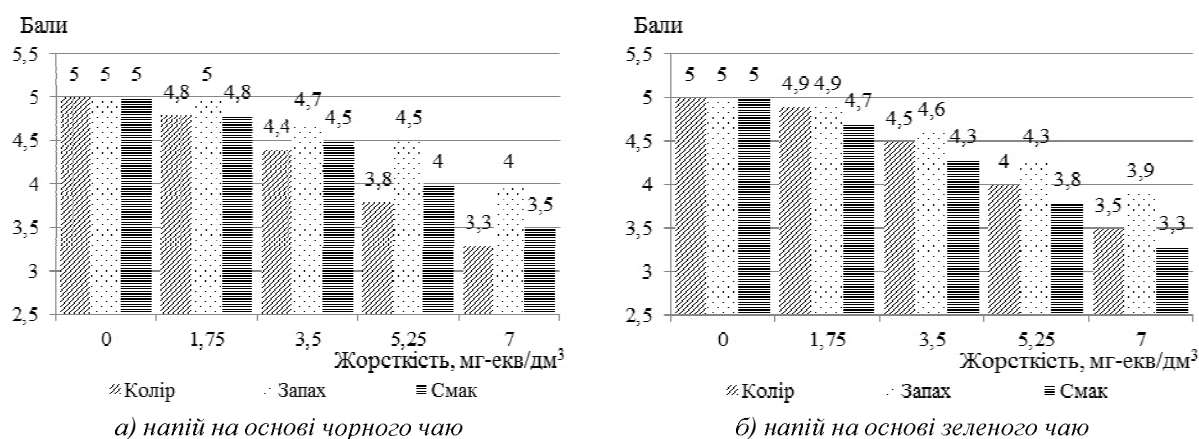 Бали
5,5
5
4,5
4
3,5
3
2,5
5 5 5
4,8 5 4,8
4,4 4,7 4,5
3,8 4,5 4
3,3 4 3,5
0 1,75 3,5 5,25 7
Жорсткість, мг-екв/дм³
Колір Запах Смак
а) напій на основі чорного чаю
Бали
5,5
5
4,5
4
3,5
3
2,5
5 5 5
4,9 4,9 4,7
4,5 4,6 4,3
4 4,3 3,8
3,5 3,9 3,3
0 1,75 3,5 5,25 7
Жорсткість, мг-екв/дм³
Колір Запах Смак
б) напій на основі зеленого чаю